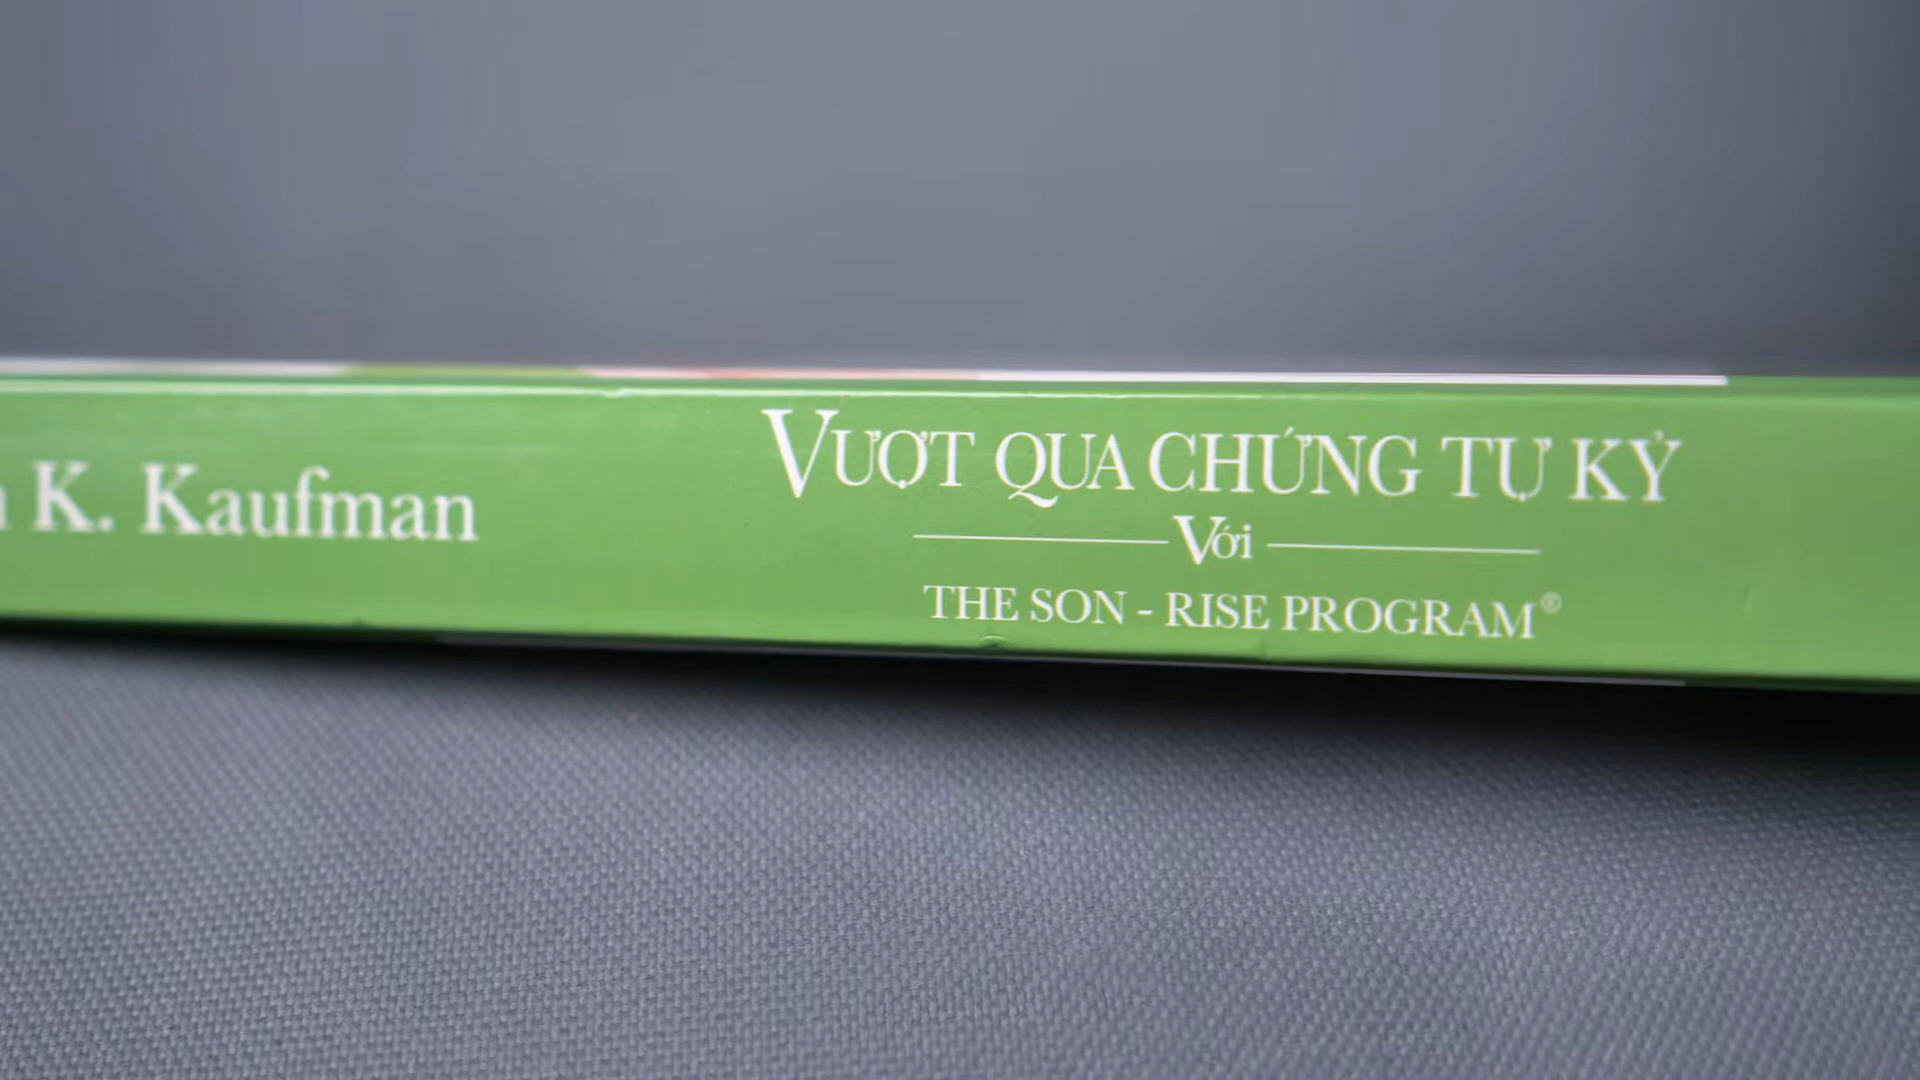 K. Kaufman
VƯỢT QUA CHỨNG TỰ KỶ
Với
THE SON - RISE PROGRAM®